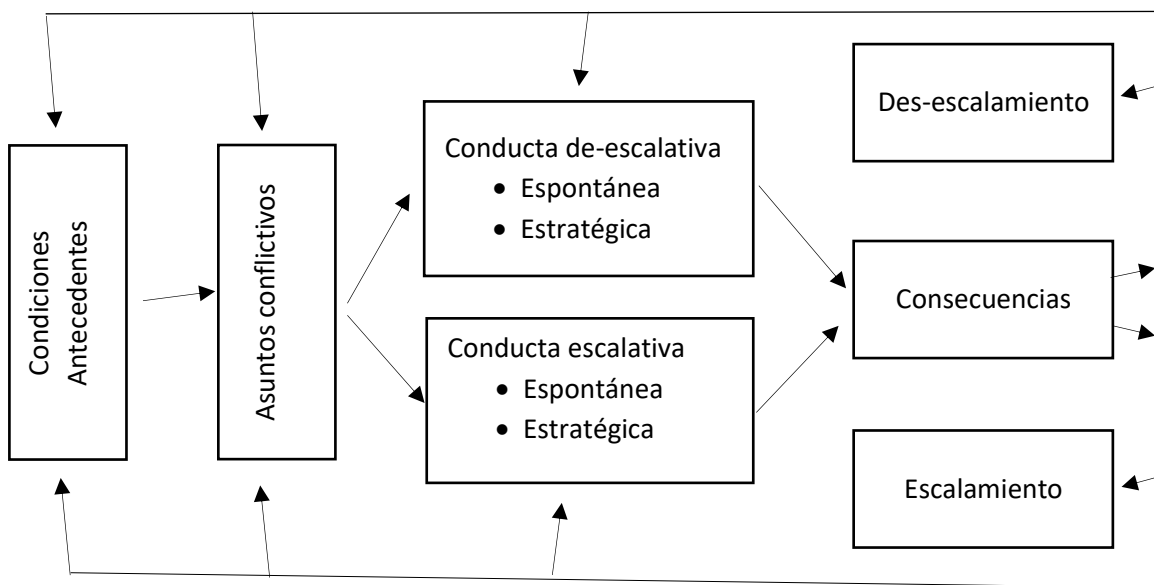 Condiciones
Antecedentes
Asuntos conflictivos
Conducta de-escalativa
• Espontánea
• Estratégica
Conducta escalativa
• Espontánea
• Estratégica
Des-escalamiento
Consecuencias
Escalamiento